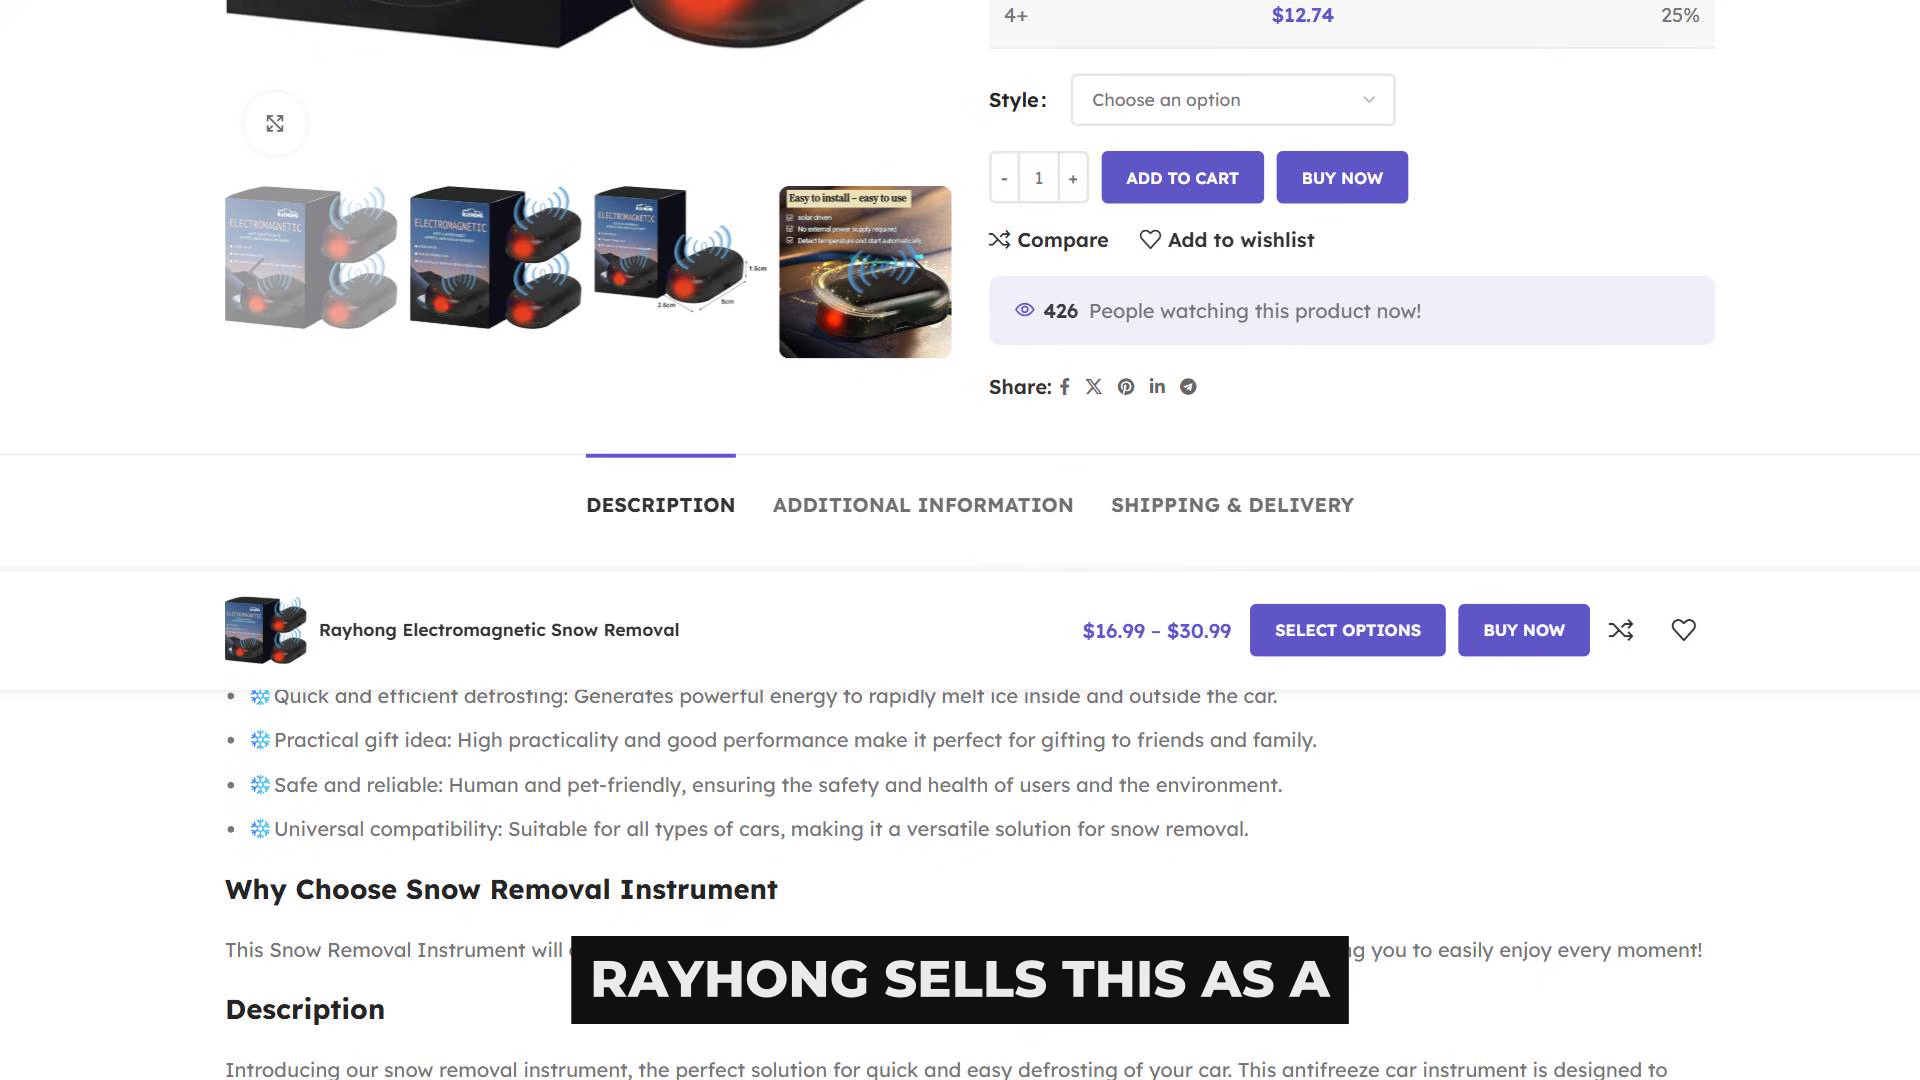 4+ $12.74 25%
Style: Choose an option
- 1 + ADD TO CART BUY NOW
ELECTROMAGNETIC
ELECTROMAGNETIC
ELECTROMAGNETIC
1.5cm
2.6cm
5cm
Easy to install – easy to use
solar driven
No external power supply required
Detect temperature and start automatically
Compare Add to wishlist
426 People watching this product now!
Share:
DESCRIPTION ADDITIONAL INFORMATION SHIPPING & DELIVERY
Rayhong Electromagnetic Snow Removal $16.99 – $30.99 SELECT OPTIONS BUY NOW
• Quick and efficient defrosting: Generates powerful energy to rapidly melt ice inside and outside the car.
• Practical gift idea: High practicality and good performance make it perfect for gifting to friends and family.
• Safe and reliable: Human and pet-friendly, ensuring the safety and health of users and the environment.
• Universal compatibility: Suitable for all types of cars, making it a versatile solution for snow removal.
Why Choose Snow Removal Instrument
This Snow Removal Instrument will you to easily enjoy every moment!
RAYHONG SELLS THIS AS A
Description
Introducing our snow removal instrument, the perfect solution for quick and easy defrosting of your car. This antifreeze car instrument is designed to